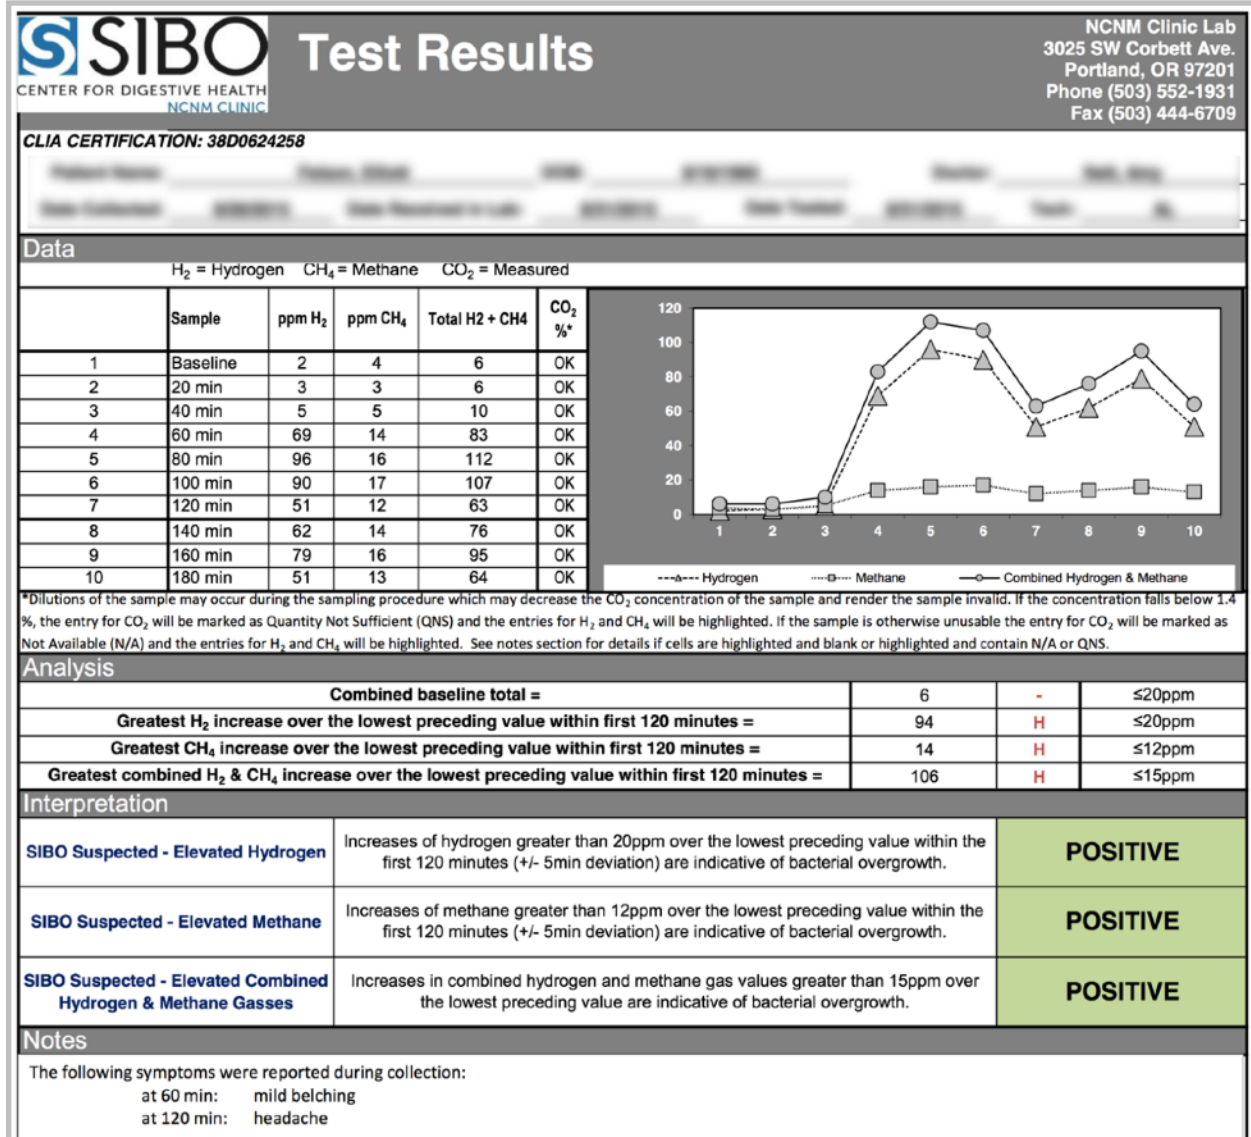 SIBO
CENTER FOR DIGESTIVE HEALTH
NCNM CLINIC
Test Results
NCNM Clinic Lab
3025 SW Corbett Ave.
Portland, OR 97201
Phone (503) 552-1931
Fax (503) 444-6709
CLIA CERTIFICATION: 38D0624258
Data
H₂ = Hydrogen CH₄ = Methane CO₂ = Measured
Sample ppm H₂ ppm CH₄ Total H2 + CH4 CO₂ %*
1 Baseline 2 4 6 OK
2 20 min 3 3 6 OK
3 40 min 5 5 10 OK
4 60 min 69 14 83 OK
5 80 min 96 16 112 OK
6 100 min 90 17 107 OK
7 120 min 51 12 63 OK
8 140 min 62 14 76 OK
9 160 min 79 16 95 OK
10 180 min 51 13 64 OK
120
100
80
60
40
20
0
1 2 3 4 5 6 7 8 9 10
Hydrogen Methane Combined Hydrogen & Methane
*Dilutions of the sample may occur during the sampling procedure which may decrease the CO₂ concentration of the sample and render the sample invalid. If the concentration falls below 1.4
%, the entry for CO₂ will be marked as Quantity Not Sufficient (QNS) and the entries for H₂ and CH₄ will be highlighted. If the sample is otherwise unusable the entry for CO₂ will be marked as
Not Available (N/A) and the entries for H₂ and CH₄ will be highlighted. See notes section for details if cells are highlighted and blank or highlighted and contain N/A or QNS.
Analysis
Combined baseline total = 6 - ≤20ppm
Greatest H₂ increase over the lowest preceding value within first 120 minutes = 94 H ≤20ppm
Greatest CH₄ increase over the lowest preceding value within first 120 minutes = 14 H ≤12ppm
Greatest combined H₂ & CH₄ increase over the lowest preceding value within first 120 minutes = 106 H ≤15ppm
Interpretation
SIBO Suspected - Elevated Hydrogen
Increases of hydrogen greater than 20ppm over the lowest preceding value within the
first 120 minutes (+/- 5min deviation) are indicative of bacterial overgrowth.
POSITIVE
SIBO Suspected - Elevated Methane
Increases of methane greater than 12ppm over the lowest preceding value within the
first 120 minutes (+/- 5min deviation) are indicative of bacterial overgrowth.
POSITIVE
SIBO Suspected - Elevated Combined
Hydrogen & Methane Gasses
Increases in combined hydrogen and methane gas values greater than 15ppm over
the lowest preceding value are indicative of bacterial overgrowth.
POSITIVE
Notes
The following symptoms were reported during collection:
at 60 min: mild belching
at 120 min: headache